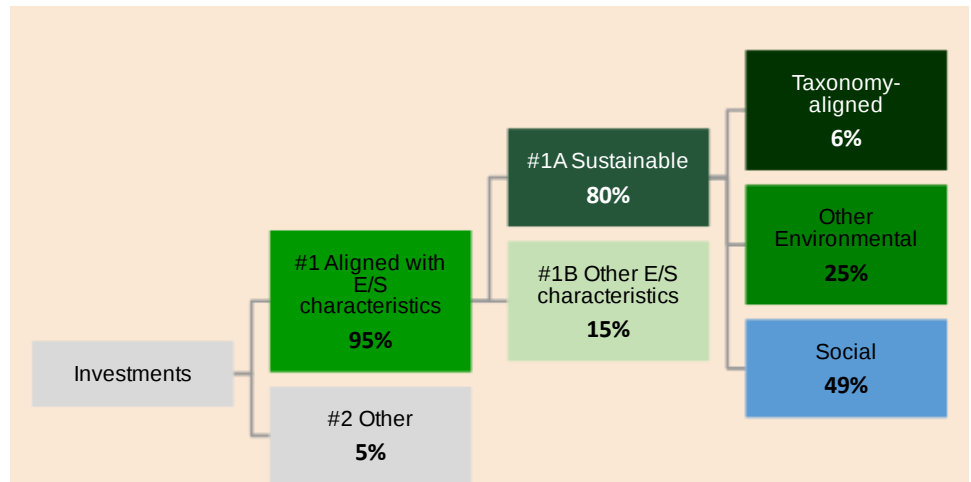 Investments
#1 Aligned with
E/S
characteristics
95%
#2 Other
5%
#1A Sustainable
80%
#1B Other E/S
characteristics
15%
Taxonomy-
aligned
6%
Other
Environmental
25%
Social
49%